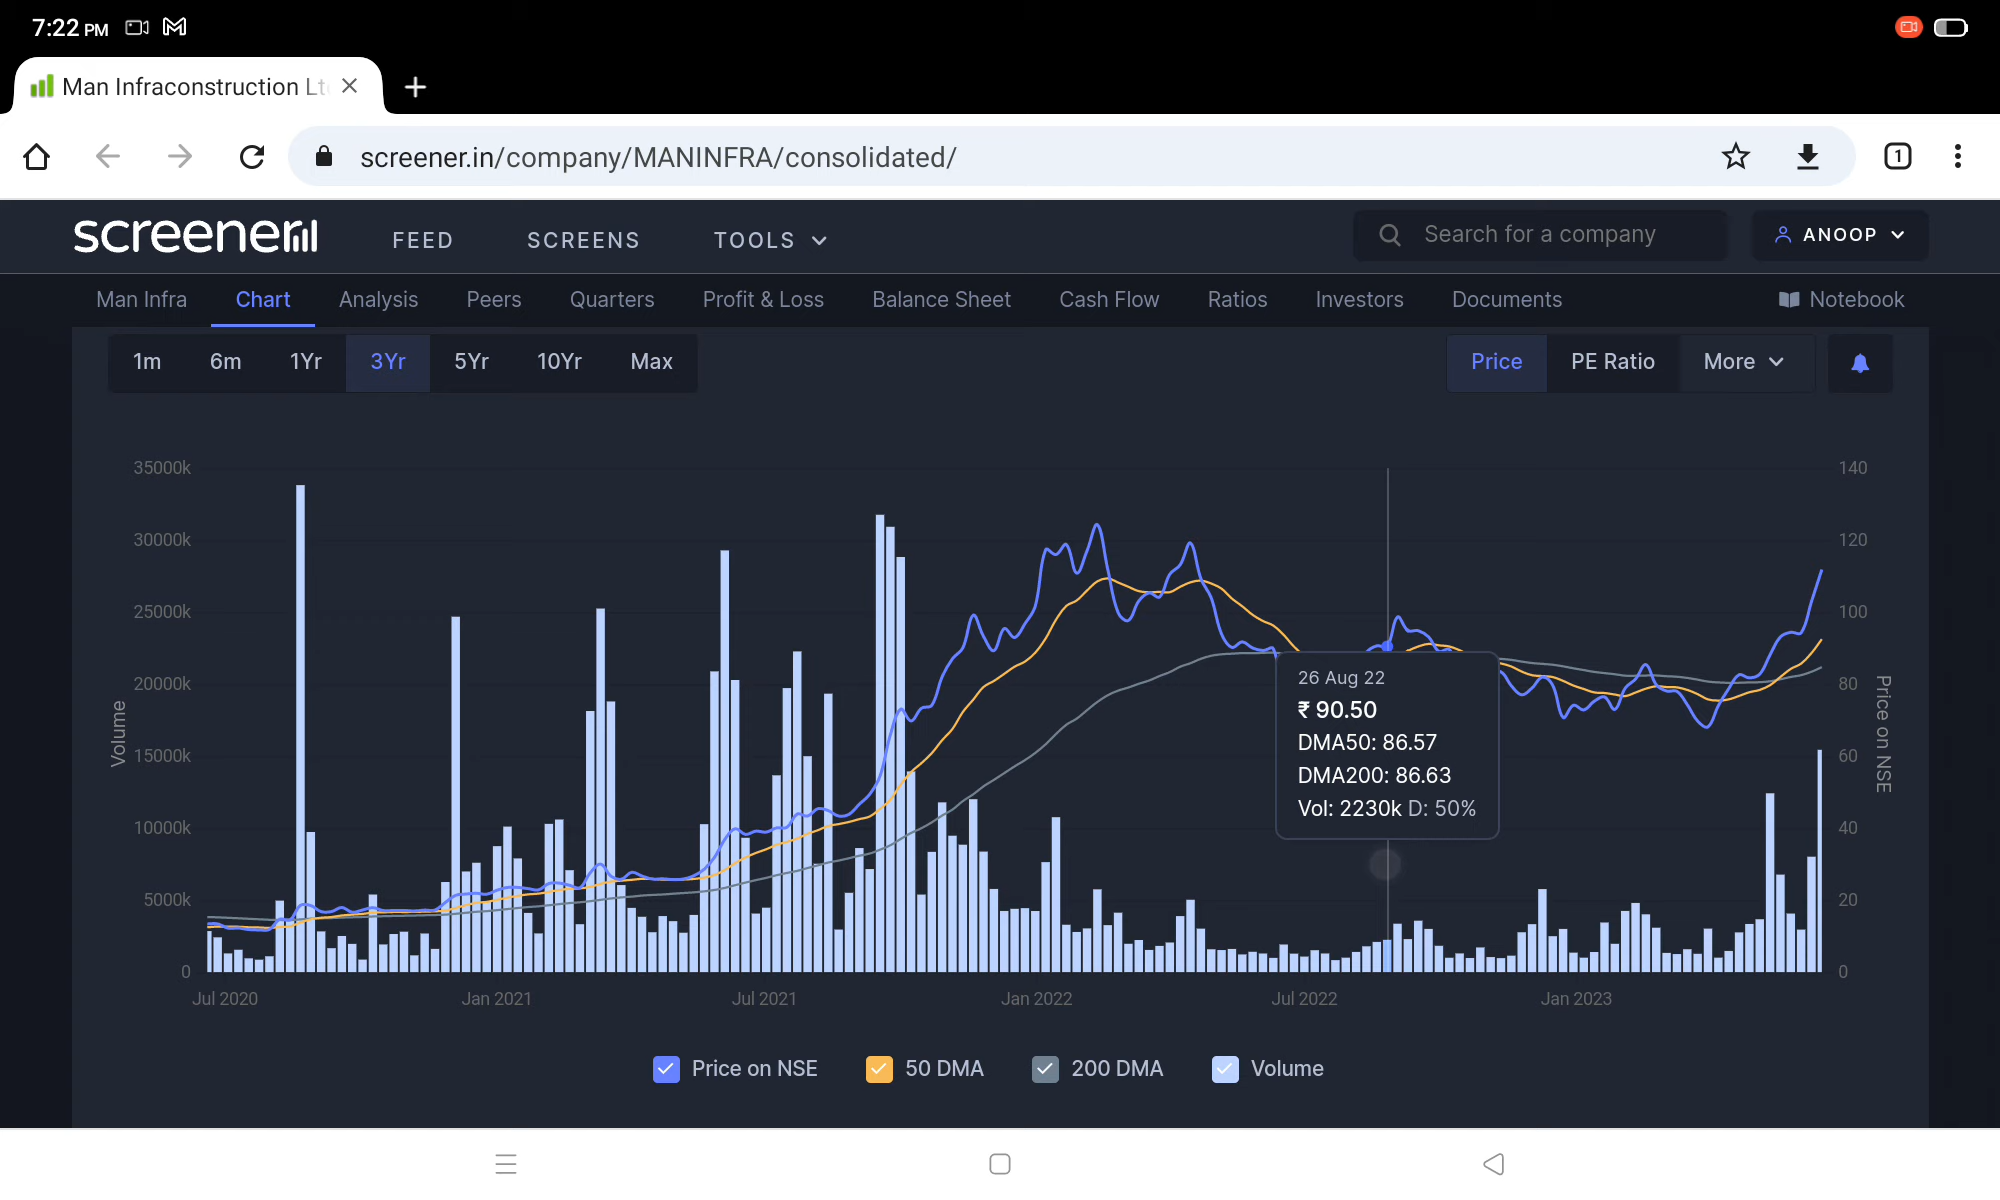 7:22 PM
Man Infraconstruction Lt
screener.in/company/MANINFRA/consolidated/
1
screener
FEED
SCREENS
TOOLS
Search for a company
ANOOP
Man Infra
Chart
Analysis
Peers
Quarters
Profit & Loss
Balance Sheet
Cash Flow
Ratios
Investors
Documents
Notebook
1m
6m
1Yr
3Yr
5Yr
10Yr
Max
Price
PE Ratio
More
35000k
30000k
25000k
20000k
15000k
10000k
5000k
0
Volume
140
120
100
80
60
40
20
0
Price on NSE
26 Aug 22
₹ 90.50
DMA50: 86.57
DMA200: 86.63
Vol: 2230k D: 50%
Jul 2020
Jan 2021
Jul 2021
Jan 2022
Jul 2022
Jan 2023
Price on NSE
50 DMA
200 DMA
Volume